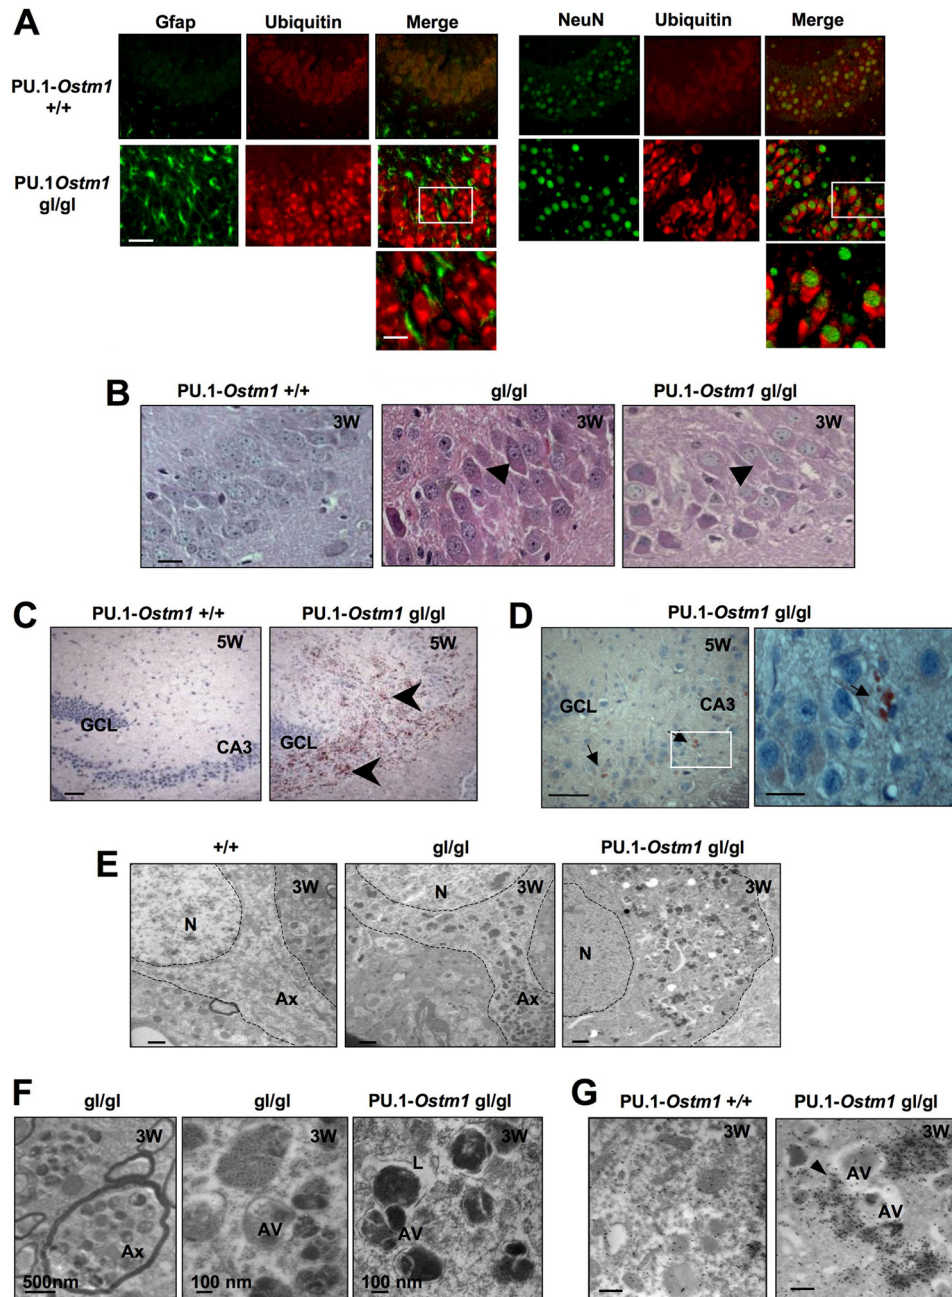 A
Gfap Ubiquitin Merge NeuN Ubiquitin Merge
PU.1-Ostm1
+/+
PU.1Ostm1
gl/gl
B
PU.1-Ostm1 +/+ gl/gl PU.1-Ostm1 gl/gl
3W 3W 3W
C
PU.1-Ostm1 +/+ PU.1-Ostm1 gl/gl
5W 5W
GCL CA3 GCL
D
PU.1-Ostm1 gl/gl
5W
GCL CA3
E
+/+ gl/gl PU.1-Ostm1 gl/gl
3W 3W 3W
N N N
Ax Ax
F
gl/gl gl/gl PU.1-Ostm1 gl/gl
3W 3W 3W
L
Ax AV AV
500nm 100 nm 100 nm
G
PU.1-Ostm1 +/+ PU.1-Ostm1 gl/gl
3W 3W
AV
AV